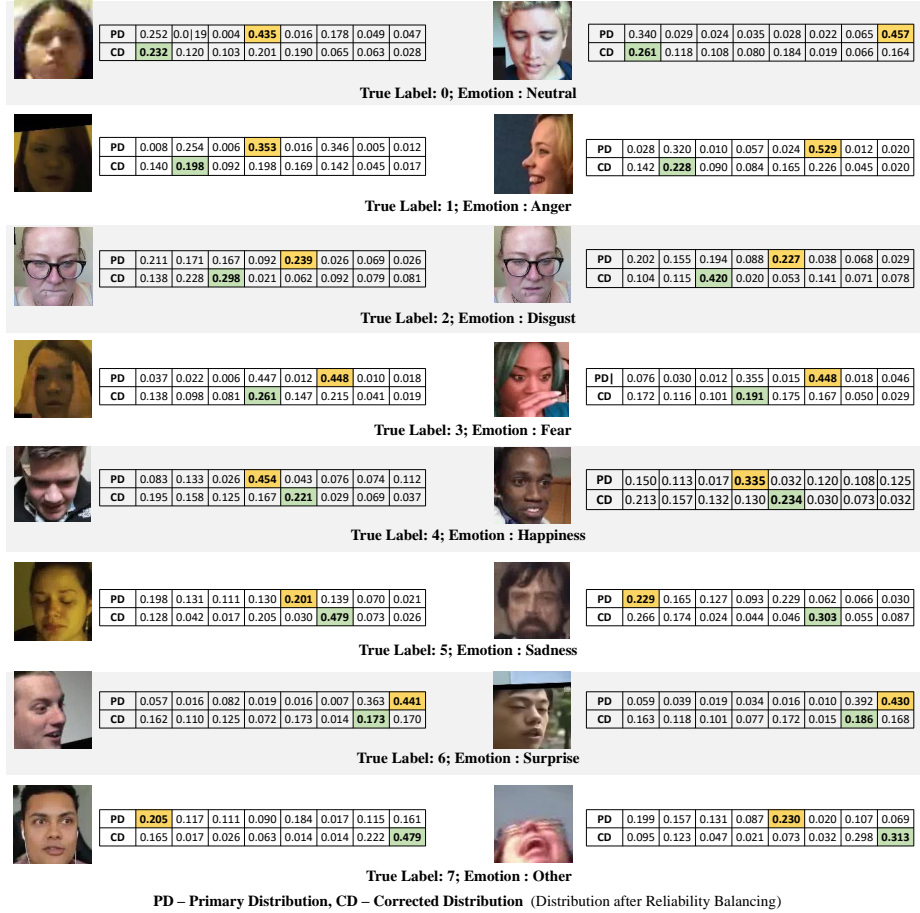 PD 0.252 0.0|19 0.004 0.435 0.016 0.178 0.049 0.047
CD 0.232 0.120 0.103 0.201 0.190 0.065 0.063 0.028
PD 0.340 0.029 0.024 0.035 0.028 0.022 0.065 0.457
CD 0.261 0.118 0.108 0.080 0.184 0.019 0.066 0.164
True Label: 0; Emotion : Neutral
PD 0.008 0.254 0.006 0.353 0.016 0.346 0.005 0.012
CD 0.140 0.198 0.092 0.198 0.169 0.142 0.045 0.017
PD 0.028 0.320 0.010 0.057 0.024 0.529 0.012 0.020
CD 0.142 0.228 0.090 0.084 0.165 0.226 0.045 0.020
True Label: 1; Emotion : Anger
PD 0.211 0.171 0.167 0.092 0.239 0.026 0.069 0.026
CD 0.138 0.228 0.298 0.021 0.062 0.092 0.079 0.081
PD 0.202 0.155 0.194 0.088 0.227 0.038 0.068 0.029
CD 0.104 0.115 0.420 0.020 0.053 0.141 0.071 0.078
True Label: 2; Emotion : Disgust
PD 0.037 0.022 0.006 0.447 0.012 0.448 0.010 0.018
CD 0.138 0.098 0.081 0.261 0.147 0.215 0.041 0.019
PD| 0.076 0.030 0.012 0.355 0.015 0.448 0.018 0.046
CD 0.172 0.116 0.101 0.191 0.175 0.167 0.050 0.029
True Label: 3; Emotion : Fear
PD 0.083 0.133 0.026 0.454 0.043 0.076 0.074 0.112
CD 0.195 0.158 0.125 0.167 0.221 0.029 0.069 0.037
PD 0.150 0.113 0.017 0.335 0.032 0.120 0.108 0.125
CD 0.213 0.157 0.132 0.130 0.234 0.030 0.073 0.032
True Label: 4; Emotion : Happiness
PD 0.198 0.131 0.111 0.130 0.201 0.139 0.070 0.021
CD 0.128 0.042 0.017 0.205 0.030 0.479 0.073 0.026
PD 0.229 0.165 0.127 0.093 0.229 0.062 0.066 0.030
CD 0.266 0.174 0.024 0.044 0.046 0.303 0.055 0.087
True Label: 5; Emotion : Sadness
PD 0.057 0.016 0.082 0.019 0.016 0.007 0.363 0.441
CD 0.162 0.110 0.125 0.072 0.173 0.014 0.173 0.170
PD 0.059 0.039 0.019 0.034 0.016 0.010 0.392 0.430
CD 0.163 0.118 0.101 0.077 0.172 0.015 0.186 0.168
True Label: 6; Emotion : Surprise
PD 0.205 0.117 0.111 0.090 0.184 0.017 0.115 0.161
CD 0.165 0.017 0.026 0.063 0.014 0.014 0.222 0.479
PD 0.199 0.157 0.131 0.087 0.230 0.020 0.107 0.069
CD 0.095 0.123 0.047 0.021 0.073 0.032 0.298 0.313
True Label: 7; Emotion : Other
PD – Primary Distribution, CD – Corrected Distribution (Distribution after Reliability Balancing)